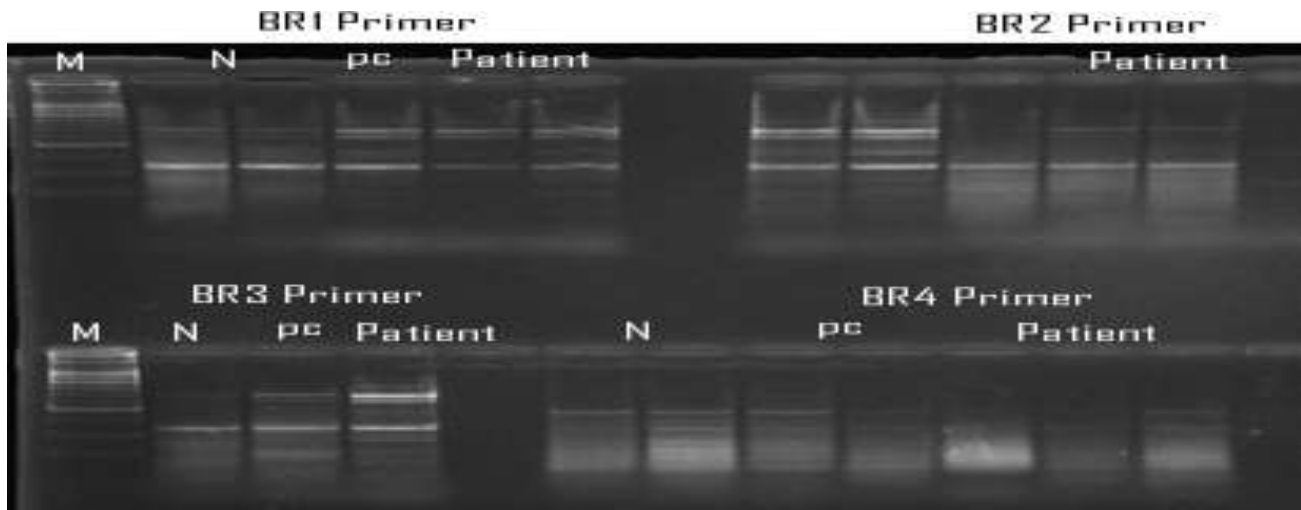 BR1 Primer BR2 Primer
M N pc Patient Patient
BR3 Primer BR4 Primer
M N pc Patient N pc Patient